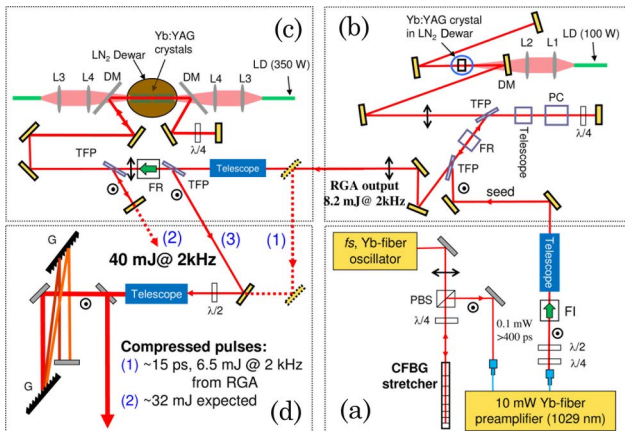 (c)
Yb:YAG
crystals
LN2 Dewar
DM
DM
L3
L4
L4
L3
LD (350 W)
λ/4
TFP
FR
TFP
Telescope
(2)
(3)
(1)
40 mJ@ 2kHz
(b)
Yb:YAG crystal
in LN2 Dewar
L2
L1
LD (100 W)
DM
TFP
PC
λ/4
Telescope
FR
TFP
RGA output
8.2 mJ@ 2kHz
seed
G
G
Telescope
λ/2
Compressed pulses:
(1) ~15 ps, 6.5 mJ @ 2 kHz
from RGA
(2) ~32 mJ expected
(d)
fs, Yb-fiber
oscillator
PBS
λ/4
CFBG
stretcher
0.1 mW
>400 ps
Telescope
FI
λ/2
λ/4
10 mW Yb-fiber
preamplifier (1029 nm)
(a)